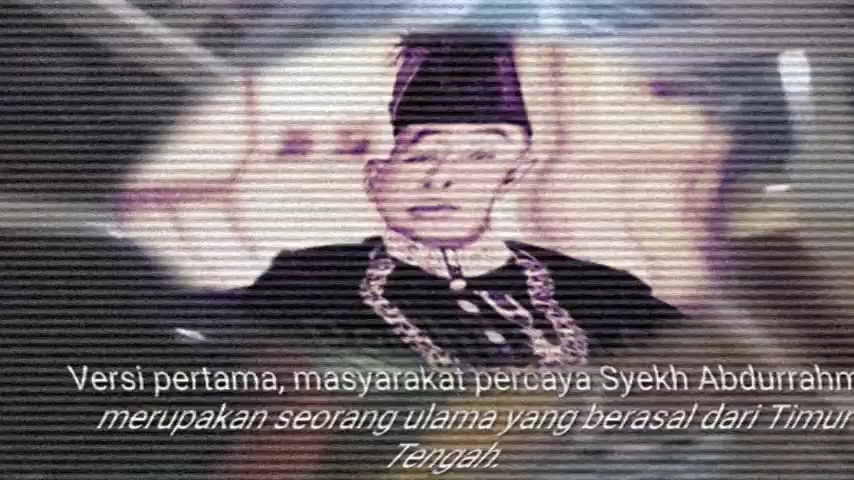 Versi pertama, masyarakat percaya Syekh
merupakan seorang ulama yang berasal dari Timur
Tengah.